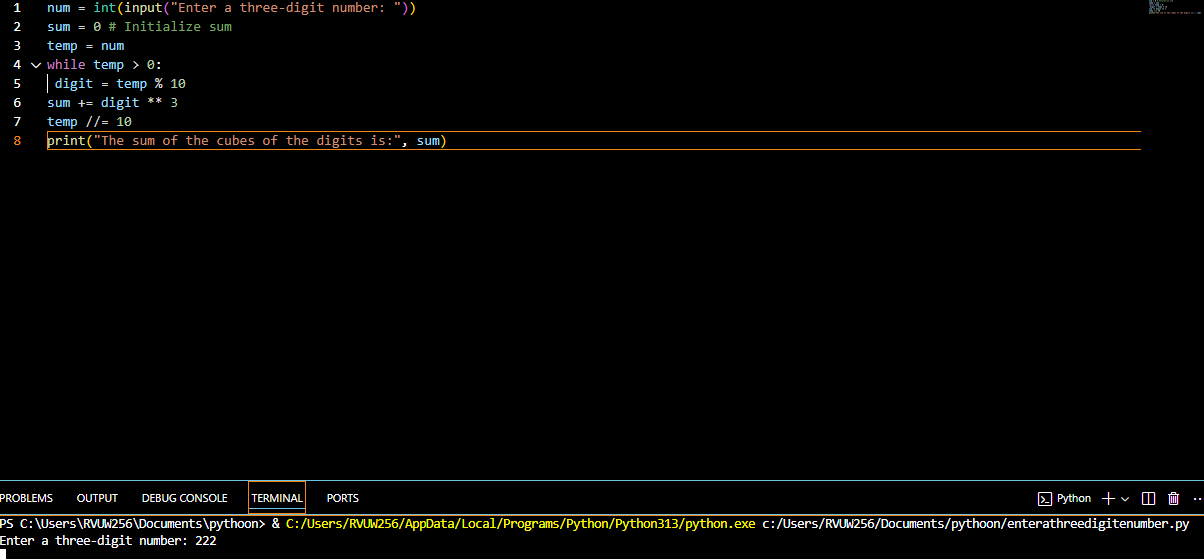 1 num = int(input("Enter a three-digit number: "))
2 sum = 0 # Initialize sum
3 temp = num
4 while temp > 0:
5 digit = temp % 10
6 sum += digit ** 3
7 temp //= 10
8 print("The sum of the cubes of the digits is:", sum)
PROBLEMS OUTPUT DEBUG CONSOLE TERMINAL PORTS Python
PS C:\Users\RVUW256\Documents\pythoon> & C:/Users/RVUW256/AppData/Local/Programs/Python/Python313/python.exe c:/Users/RVUW256/Documents/pythoon/enterathreedigitenumber.py
Enter a three-digit number: 222